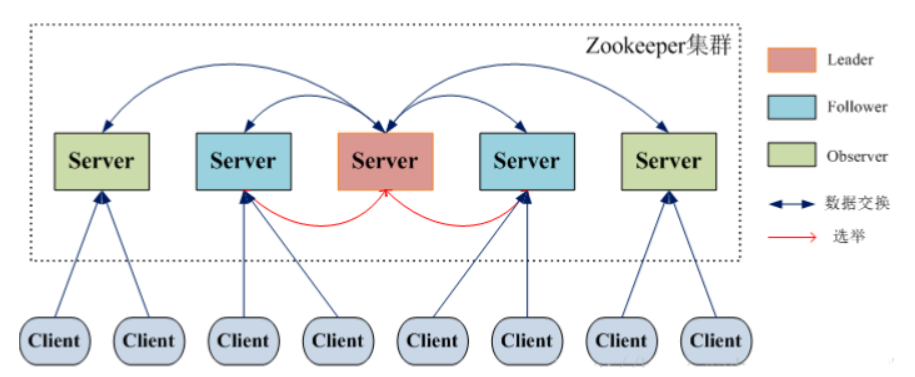 Zookeeper集群
Leader
Follower
Observer
数据交换
选举
Server
Server
Server
Server
Server
Client
Client
Client
Client
Client
Client
Client
Client